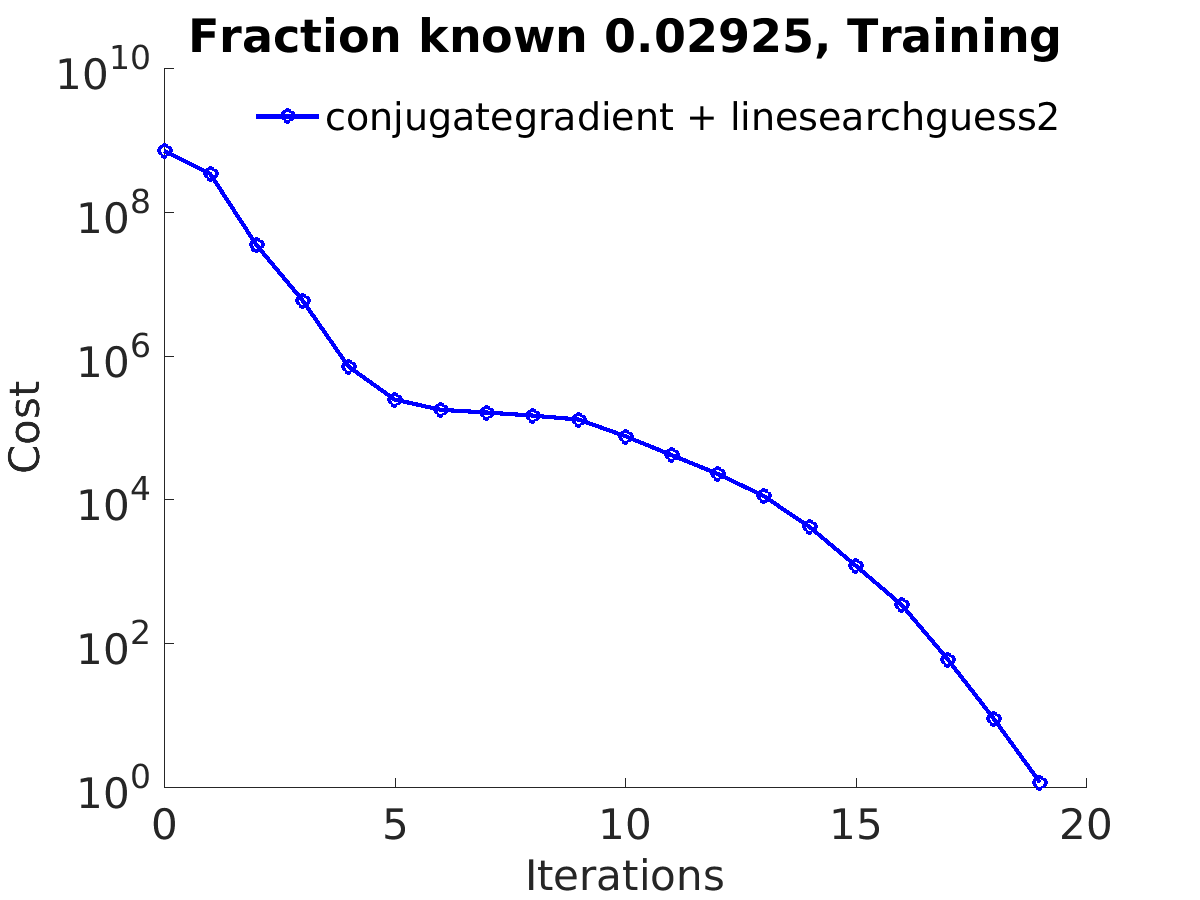 Fraction known 0.02925, Training
10^10
conjugategradient + linesearchguess2
10^8
10^6
Cost
10^4
10^2
10^0
0 5 10 15 20
Iterations